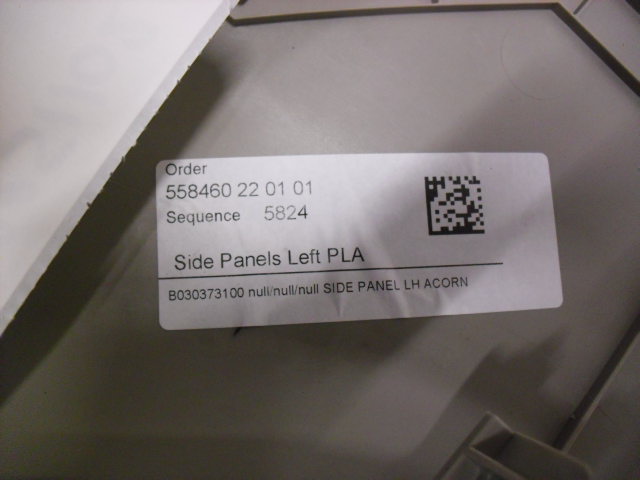 Order
558460 22 01 01
Sequence 5824
Side Panels Left PLA
B030373100 null/null/null SIDE PANEL LH ACORN